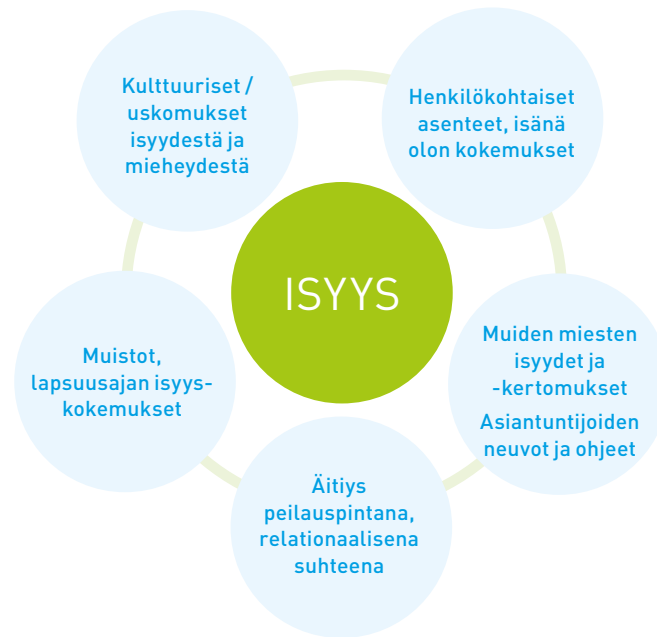 Kulttuuriset /
uskomukset
isyydestä ja
mieheydestä
Henkilökohtaiset
asenteet, isänä
olon kokemukset
ISYYS
Muistot,
lapsuusajan isyys-
kokemukset
Muiden miesten
isyydet ja
-kertomukset
Asiantuntijoiden
neuvot ja ohjeet
Äitiys
peilauspintana,
relationaalisena
suhteena